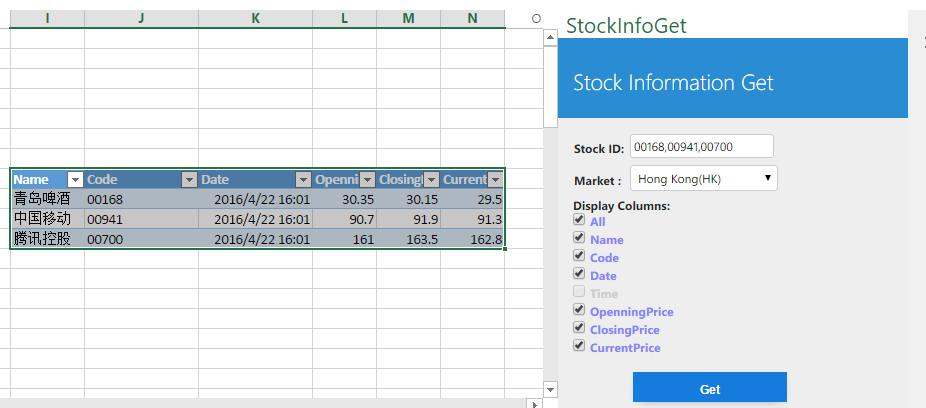 I J K L M N O
Name Code Date Openni Closing Current
青岛啤酒 00168 2016/4/22 16:01 30.35 30.15 29.5
中国移动 00941 2016/4/22 16:01 90.7 91.9 91.3
腾讯控股 00700 2016/4/22 16:01 161 163.5 162.8
StockInfoGet
Stock Information Get
Stock ID: 00168,00941,00700
Market : Hong Kong(HK)
Display Columns:
All
Name
Code
Date
Time
OpenningPrice
ClosingPrice
CurrentPrice
Get